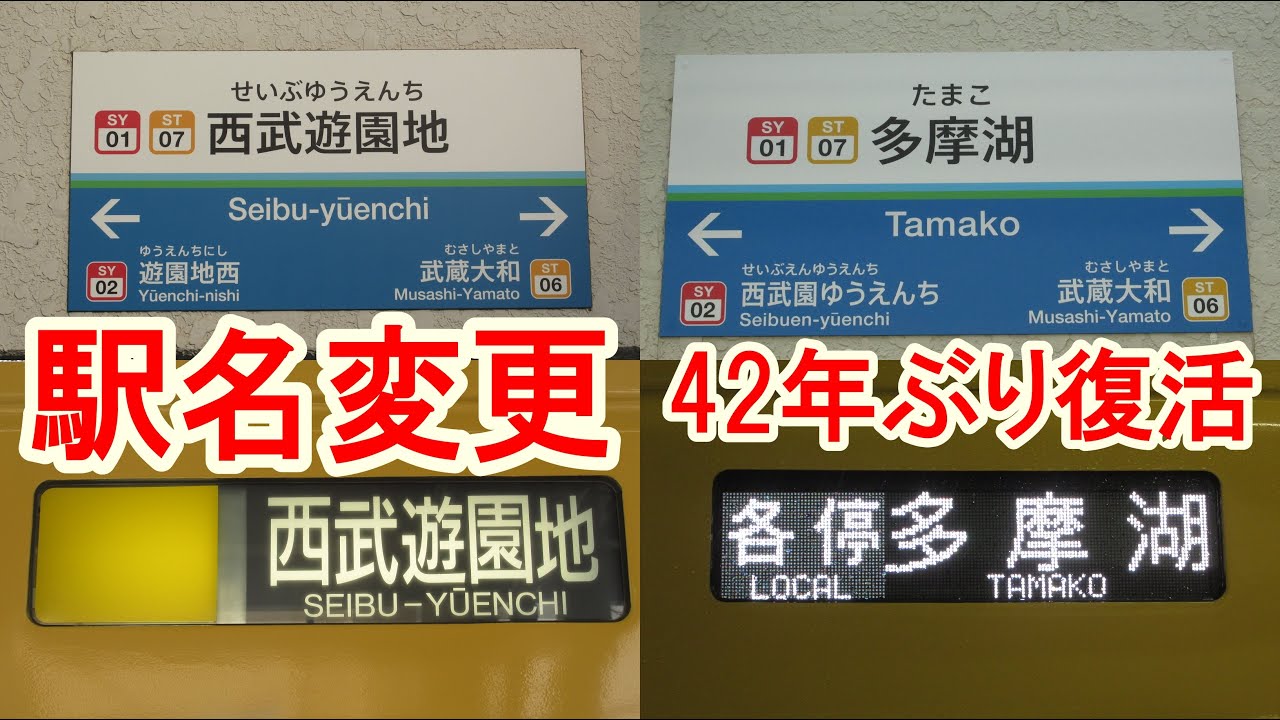 せいぶゆうえんち
SY 01 ST 07 西武遊園地
Seibu-yūenchi
ゆうえんちにし
SY 02 遊園地西
Yūenchi-nishi
むさしやまと
武蔵大和 ST 06
Musashi-Yamato
たまこ
SY 01 ST 07 多摩湖
Tamako
せいぶえんゆうえんち
SY 02 西武園ゆうえんち
Seibuen-yūenchi
むさしやまと
武蔵大和 ST 06
Musashi-Yamato
駅名変更
42年ぶり復活
西武遊園地
SEIBU-YŪENCHI
各停 多摩湖
LOCAL TAMAKO